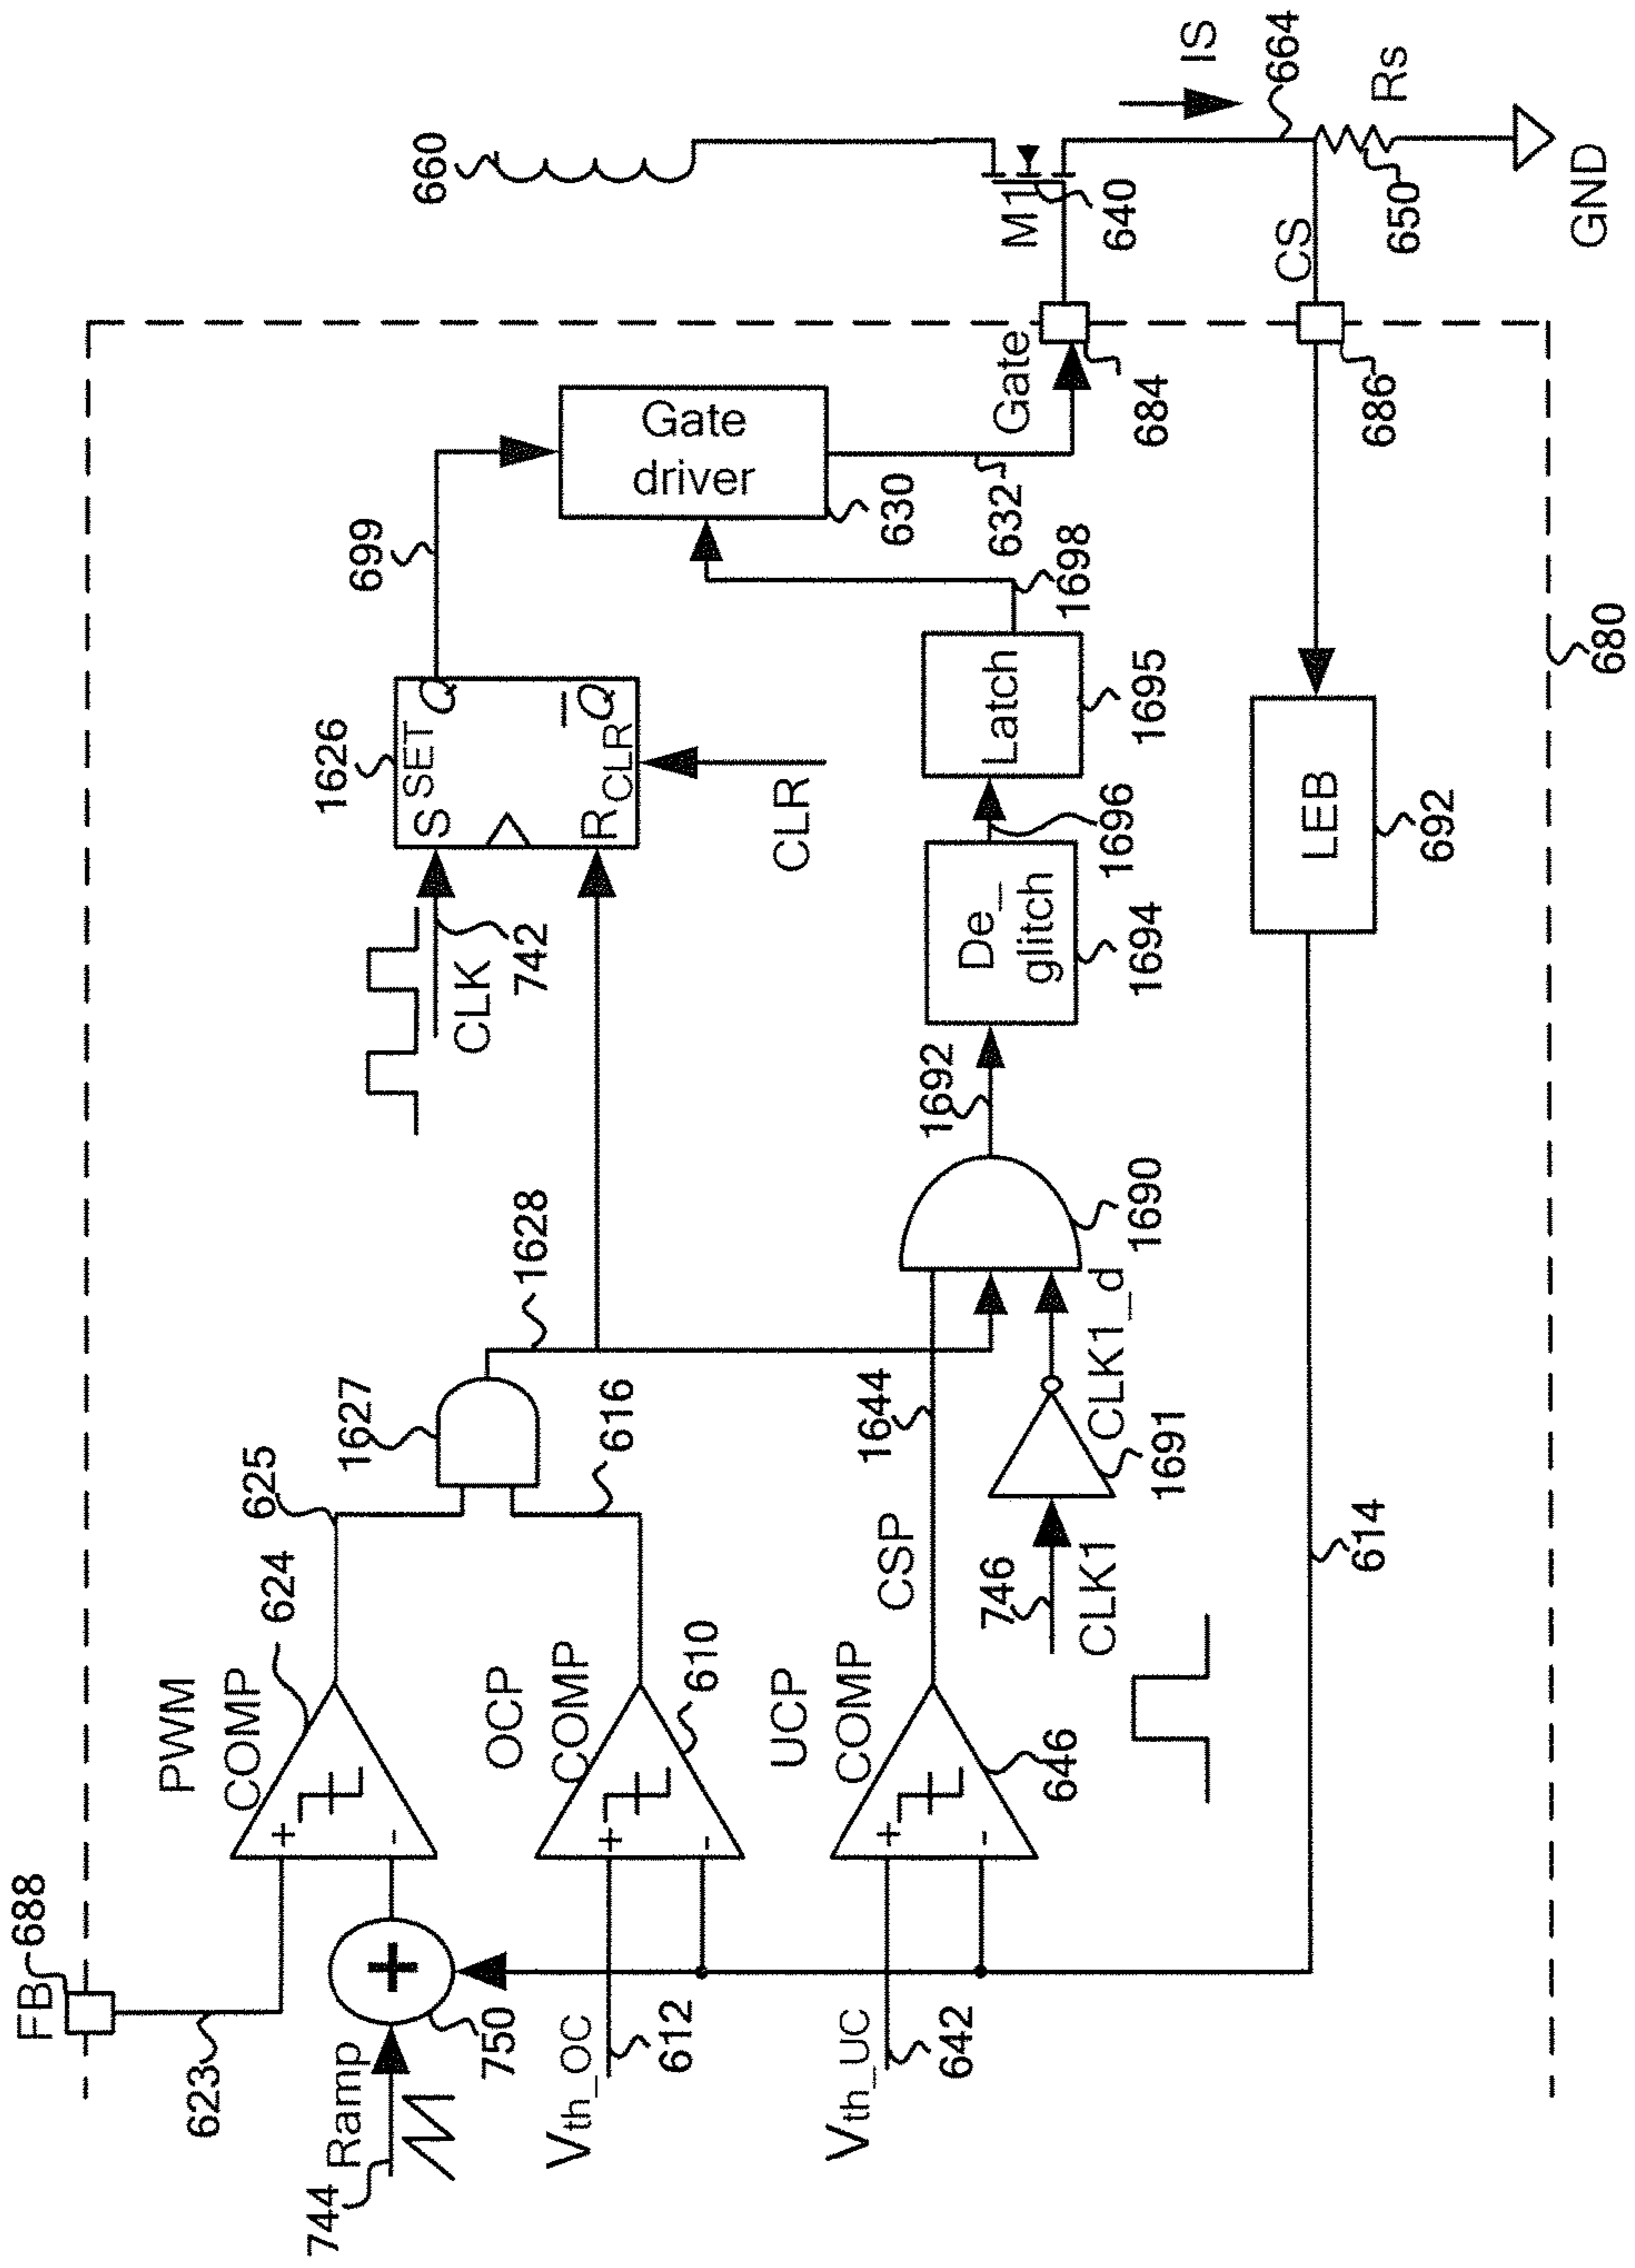 FB
688
623
744
Ramp
750
PWM
COMP
624
+
-
625
1627
1628
616
OCP
COMP
610
+
-
Vth_OC
612
UCP
COMP
646
+
-
Vth_UC
642
CSP
1644
746
CLK1
1691
CLK1_d
1690
1692
De_
glitch
1694
1696
Latch
1695
1698
CLK
742
1626
S SET Q
R CLR Q
CLR
699
Gate
driver
630
632
Gate
684
LEB
692
614
680
686
CS
660
M1
640
IS
664
Rs
650
GND